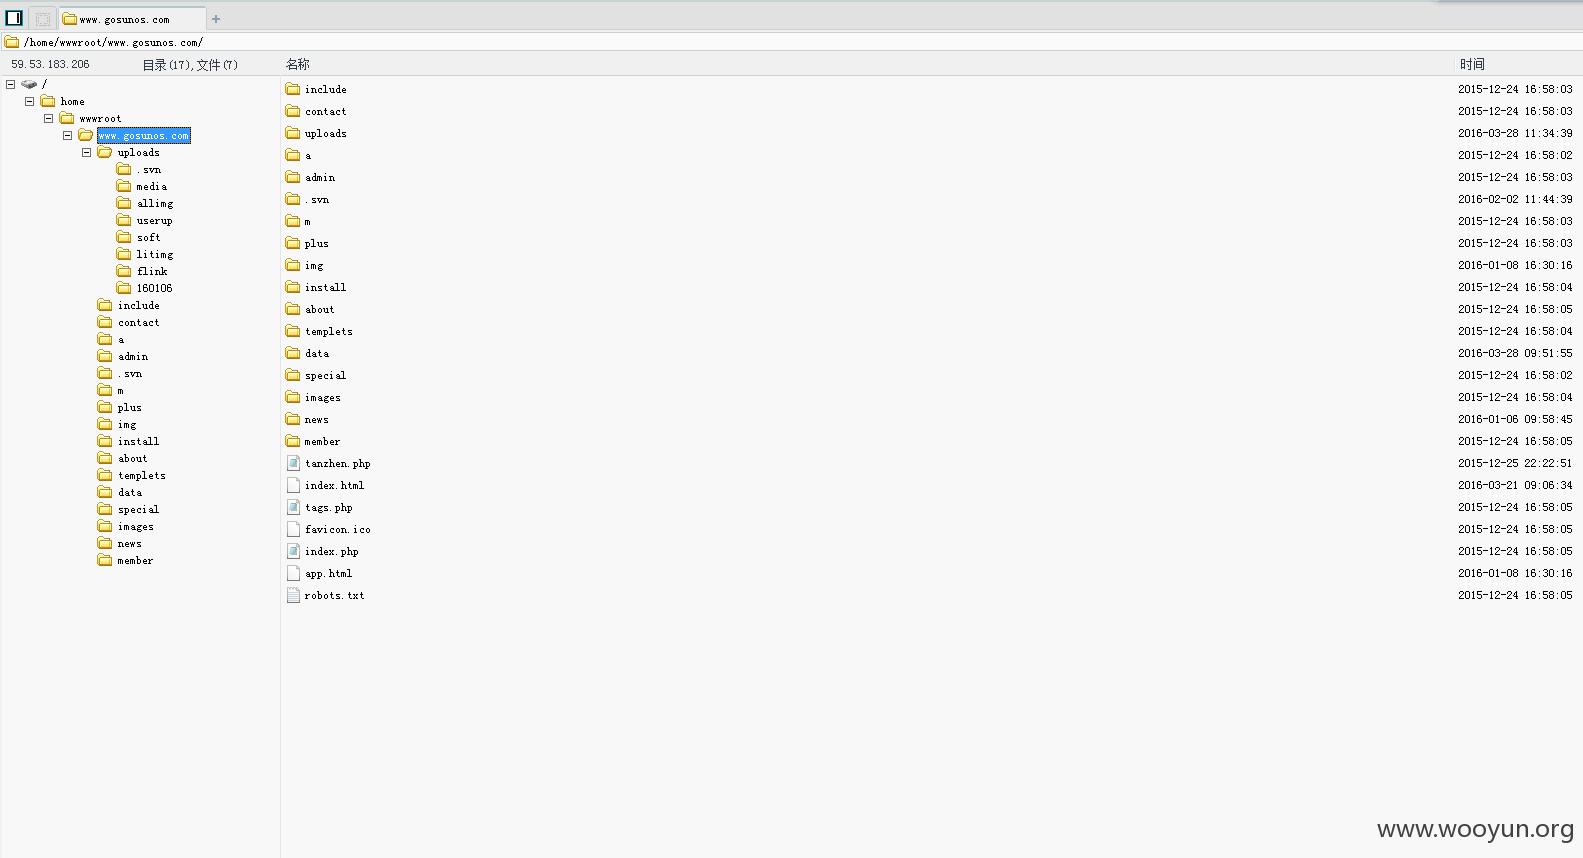 www.gosunos.com
/home/wwwroot/www.gosunos.com/
59.53.183.206 目录(17),文件(7) 名称 时间
/
home
wwwroot
www.gosunos.com
uploads
.svn
media
allimg
userup
soft
litimg
flink
160106
include
contact
a
admin
.svn
m
plus
img
install
about
templets
data
special
images
news
member
include 2015-12-24 16:58:03
contact 2015-12-24 16:58:03
uploads 2016-03-28 11:34:39
a 2015-12-24 16:58:02
admin 2015-12-24 16:58:03
.svn 2016-02-02 11:44:39
m 2015-12-24 16:58:03
plus 2015-12-24 16:58:03
img 2016-01-08 16:30:16
install 2015-12-24 16:58:04
about 2015-12-24 16:58:05
templets 2015-12-24 16:58:04
data 2016-03-28 09:51:55
special 2015-12-24 16:58:02
images 2015-12-24 16:58:04
news 2016-01-06 09:58:45
member 2015-12-24 16:58:05
tanzhen.php 2015-12-25 22:22:51
index.html 2016-03-21 09:06:34
tags.php 2015-12-24 16:58:05
favicon.ico 2015-12-24 16:58:05
index.php 2015-12-24 16:58:05
app.html 2016-01-08 16:30:16
robots.txt 2015-12-24 16:58:05
www.wooyun.org